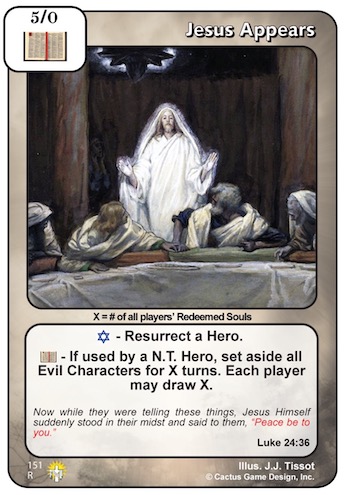 5/0
Jesus Appears
X = # of all players' Redeemed Souls
- Resurrect a Hero.
- If used by a N.T. Hero, set aside all
Evil Characters for X turns. Each player
may draw X.
Now while they were telling these things, Jesus Himself
suddenly stood in their midst and said to them, "Peace be to
you."
Luke 24:36
151
R
Illus. J.J. Tissot
© Cactus Game Design, Inc.